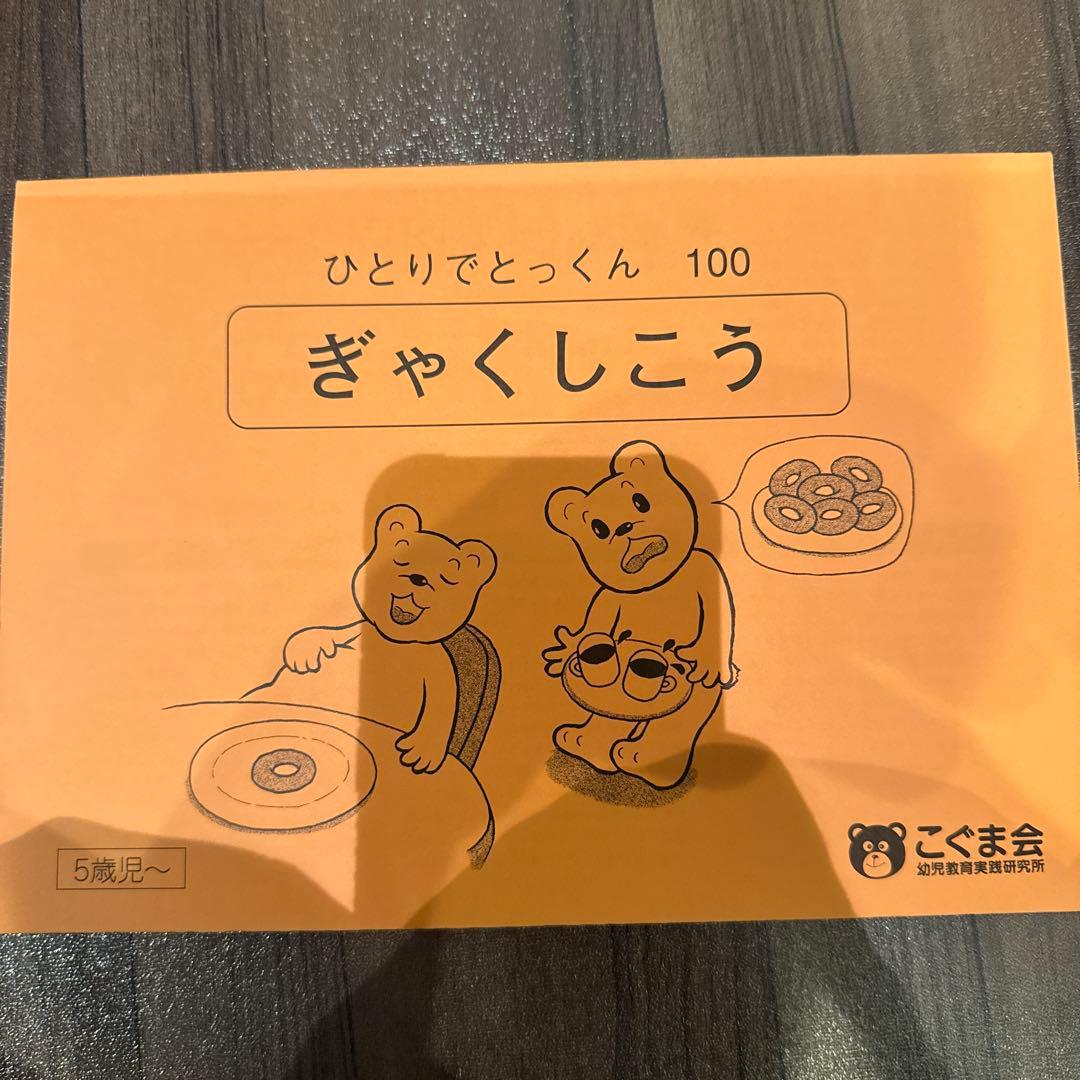 ひとりでとっくん 100
ぎゃくしこう
5歳児～
こぐま会
幼児教育実践研究所